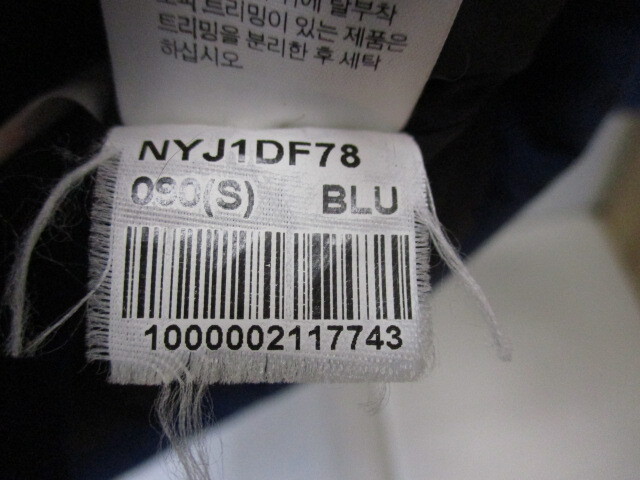 위에 탈부착
트리밍이 있는 제품은
트리밍을 분리한 후 세탁
하십시오
NYJ1DF78
090(S) BLU
1000002117743